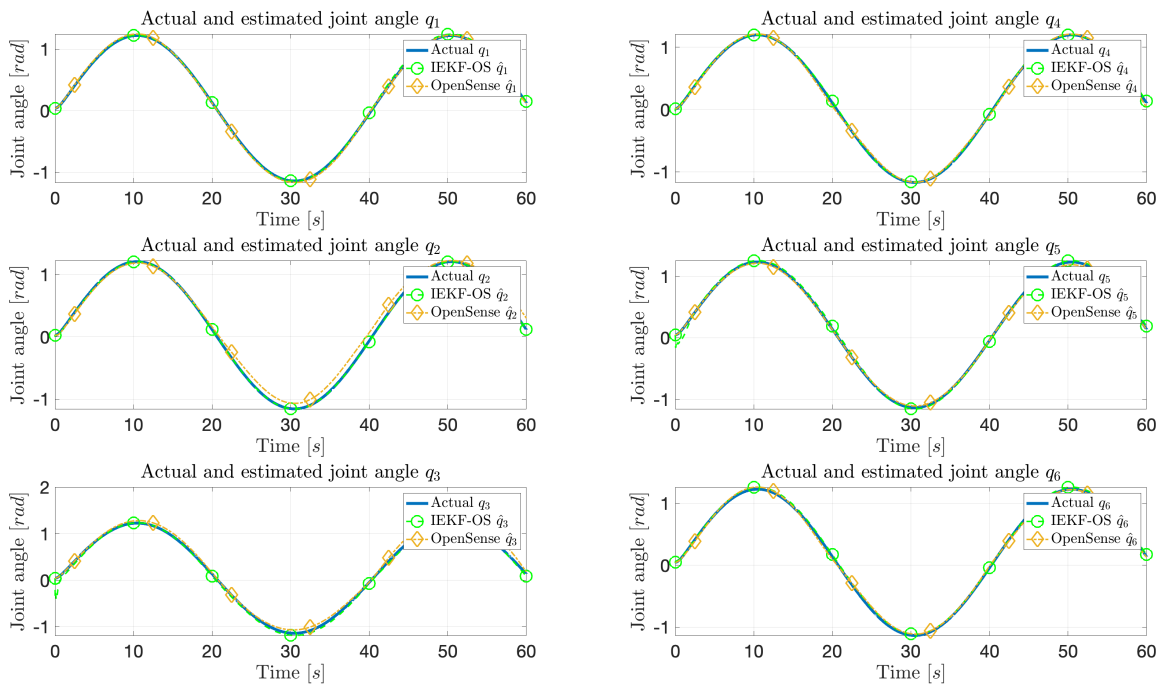 Actual and estimated joint angle q₁
Joint angle [rad]
1
0
-1
Actual q₁
IEKF-OS q̂₁
OpenSense q̂₁
0 10 20 30 40 50 60
Time [s]
Actual and estimated joint angle q₄
Joint angle [rad]
1
0
-1
Actual q₄
IEKF-OS q̂₄
OpenSense q̂₄
0 10 20 30 40 50 60
Time [s]
Actual and estimated joint angle q₂
Joint angle [rad]
1
0
-1
Actual q₂
IEKF-OS q̂₂
OpenSense q̂₂
0 10 20 30 40 50 60
Time [s]
Actual and estimated joint angle q₅
Joint angle [rad]
1
0
-1
Actual q₅
IEKF-OS q̂₅
OpenSense q̂₅
0 10 20 30 40 50 60
Time [s]
Actual and estimated joint angle q₃
Joint angle [rad]
2
1
0
-1
Actual q₃
IEKF-OS q̂₃
OpenSense q̂₃
0 10 20 30 40 50 60
Time [s]
Actual and estimated joint angle q₆
Joint angle [rad]
1
0
-1
Actual q₆
IEKF-OS q̂₆
OpenSense q̂₆
0 10 20 30 40 50 60
Time [s]